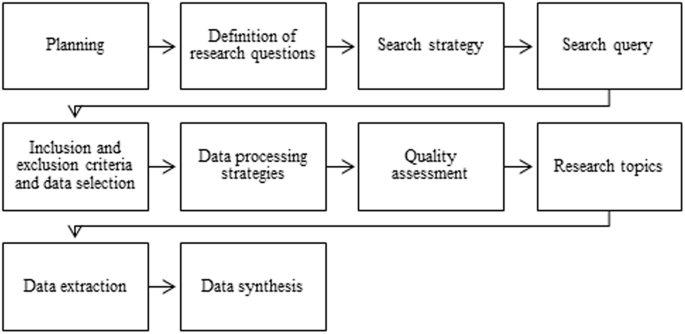 Planning
Definition of
research questions
Search strategy
Search query
Inclusion and
exclusion criteria
and data selection
Data processing
strategies
Quality
assessment
Research topics
Data extraction
Data synthesis